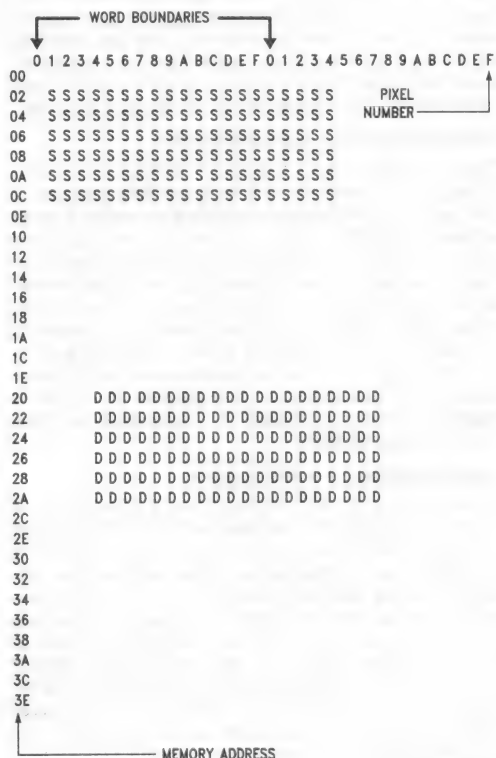 WORD BOUNDARIES
0 1 2 3 4 5 6 7 8 9 A B C D E F 0 1 2 3 4 5 6 7 8 9 A B C D E F
00
02 S S S S S S S S S S S S S S S S S S S S PIXEL
04 S S S S S S S S S S S S S S S S S S S S NUMBER
06 S S S S S S S S S S S S S S S S S S S S
08 S S S S S S S S S S S S S S S S S S S S
0A S S S S S S S S S S S S S S S S S S S S
0C S S S S S S S S S S S S S S S S S S S S
0E
10
12
14
16
18
1A
1C
1E
20 D D D D D D D D D D D D D D D D D D D D
22 D D D D D D D D D D D D D D D D D D D D
24 D D D D D D D D D D D D D D D D D D D D
26 D D D D D D D D D D D D D D D D D D D D
28 D D D D D D D D D D D D D D D D D D D D
2A D D D D D D D D D D D D D D D D D D D D
2C
2E
30
32
34
36
38
3A
3C
3E
MEMORY ADDRESS